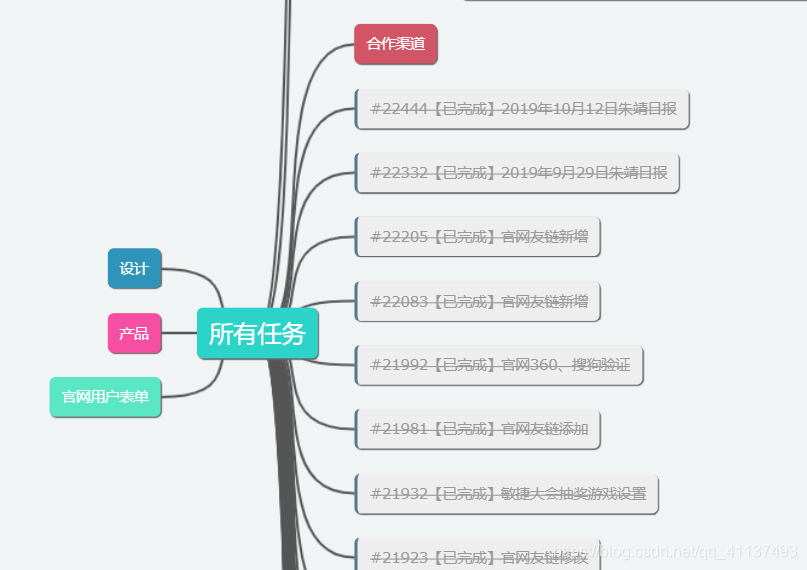 合作渠道
#22444【已完成】2019年10月12日朱靖日报
#22332【已完成】2019年9月29日朱靖日报
#22205【已完成】官网友链新增
设计
#22083【已完成】官网友链新增
产品
所有任务
#21992【已完成】官网360、搜狗验证
官网用户表单
#21981【已完成】官网友链添加
#21932【已完成】敏捷大会抽奖游戏设置
#21923【已完成】官网友链修改
https://blog.csdn.net/qq_41137493